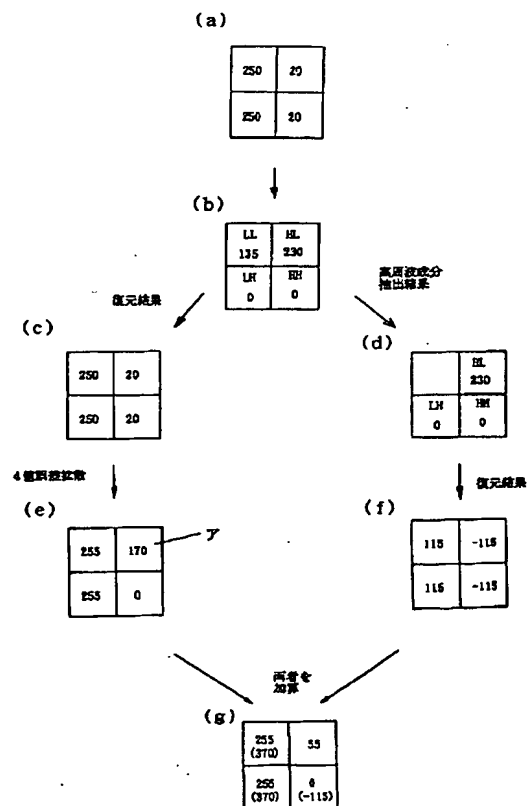 (a)
250 20
250 20
(b)
LL HL
135 230
LH HH
0 0
復元結果
高周波成分
抽出結果
(c)
250 20
250 20
(d)
HL
230
LH HH
0 0
4値誤差拡散
復元結果
(e)
255 170
255 0
ア
(f)
115 -115
115 -115
両者を
加算
(g)
255 55
(370)
255 0
(370) (-115)